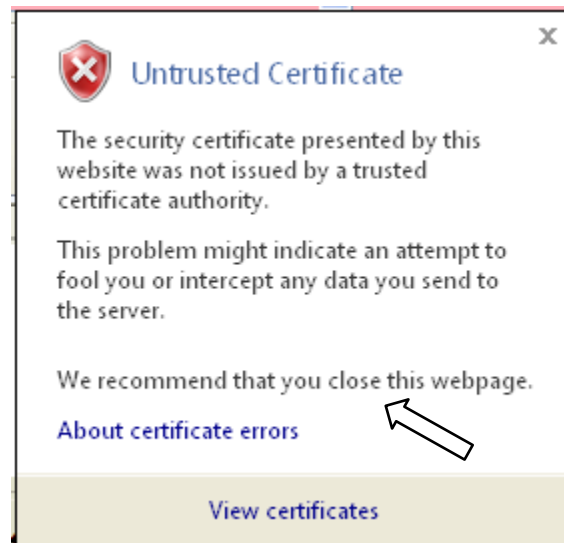 x
Untrusted Certificate
The security certificate presented by this
website was not issued by a trusted
certificate authority.
This problem might indicate an attempt to
fool you or intercept any data you send to
the server.
We recommend that you close this webpage.
About certificate errors
View certificates